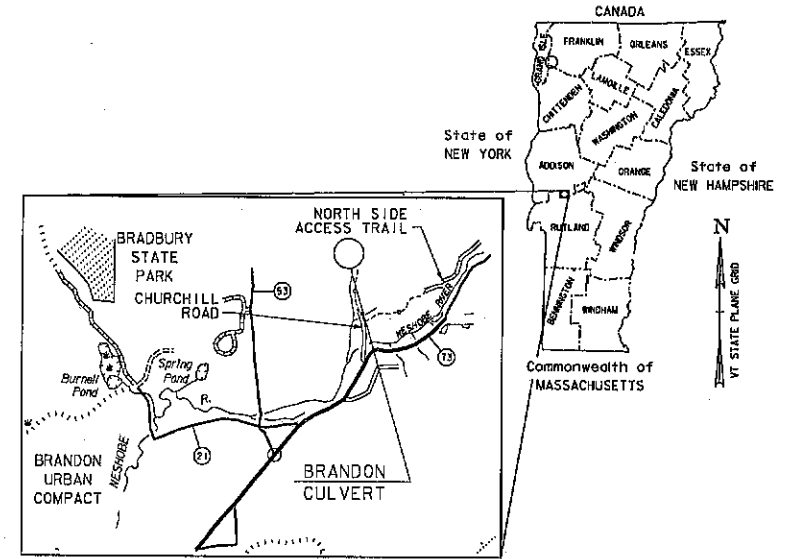 CANADA
FRANKLIN
ORLEANS
ESSEX
GRAND ISLE
LAMOILLE
CHITTENDEN
CALEDONIA
WASHINGTON
State of
NEW YORK
ADDISON
ORANGE
State of
NEW HAMPSHIRE
RUTLAND
WINDSOR
BENNINGTON
WINDHAM
Commonwealth of
MASSACHUSETTS
N
VT STATE PLANE GRID
NORTH SIDE
ACCESS TRAIL
BRADBURY
STATE
PARK
53
CHURCHILL
ROAD
NESHOBE RIVER
73
Burnell
Pond
Spring
Pond
R.
NESHOBE
21
BRANDON
URBAN
COMPACT
BRANDON
CULVERT